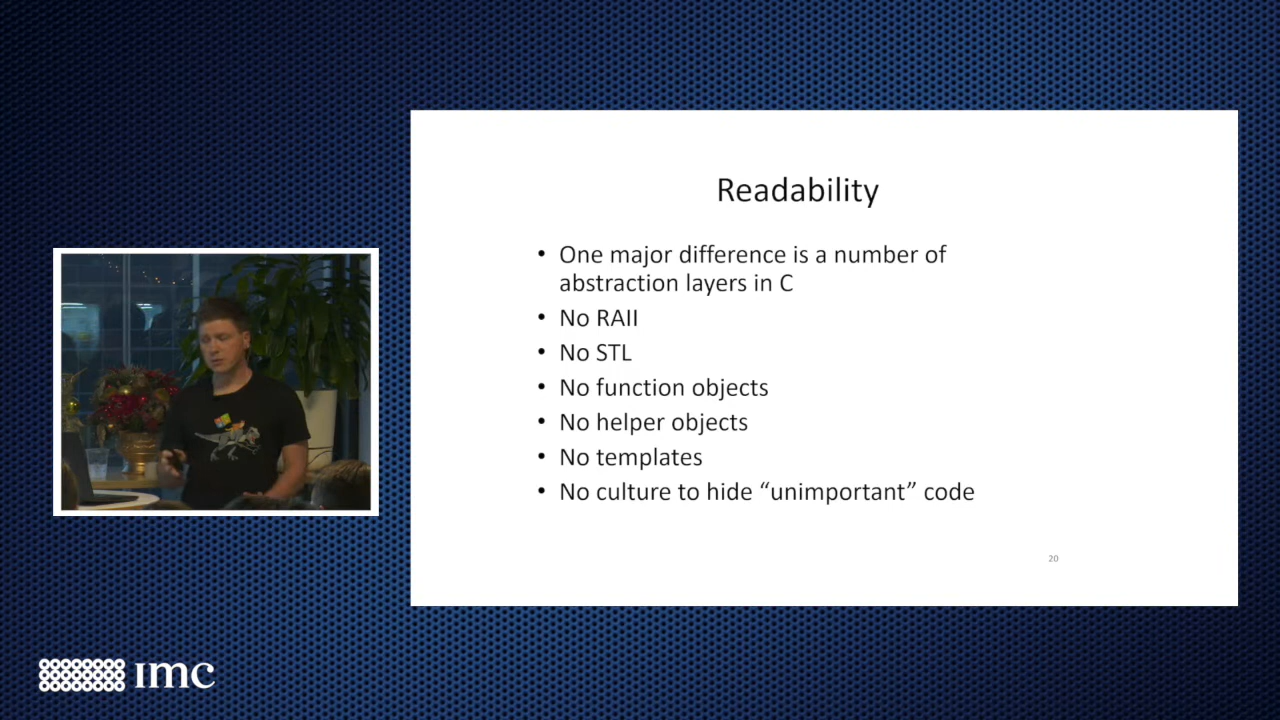 Readability
• One major difference is a number of
abstraction layers in C
• No RAII
• No STL
• No function objects
• No helper objects
• No templates
• No culture to hide “unimportant” code
20
imc